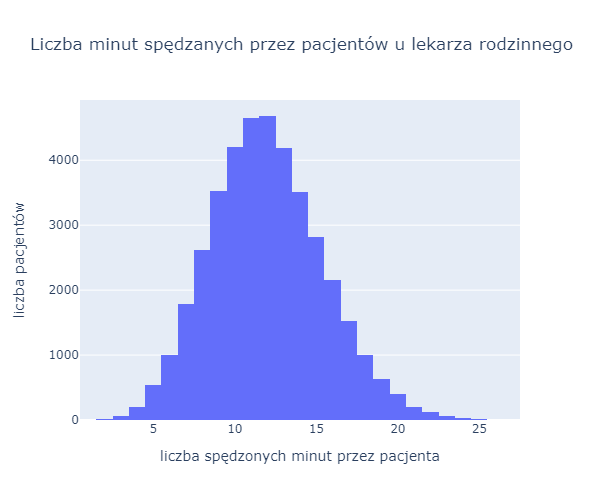 Liczba minut spędzanych przez pacjentów u lekarza rodzinnego
liczba pacjentów
4000
3000
2000
1000
0
5 10 15 20 25
liczba spędzonych minut przez pacjenta